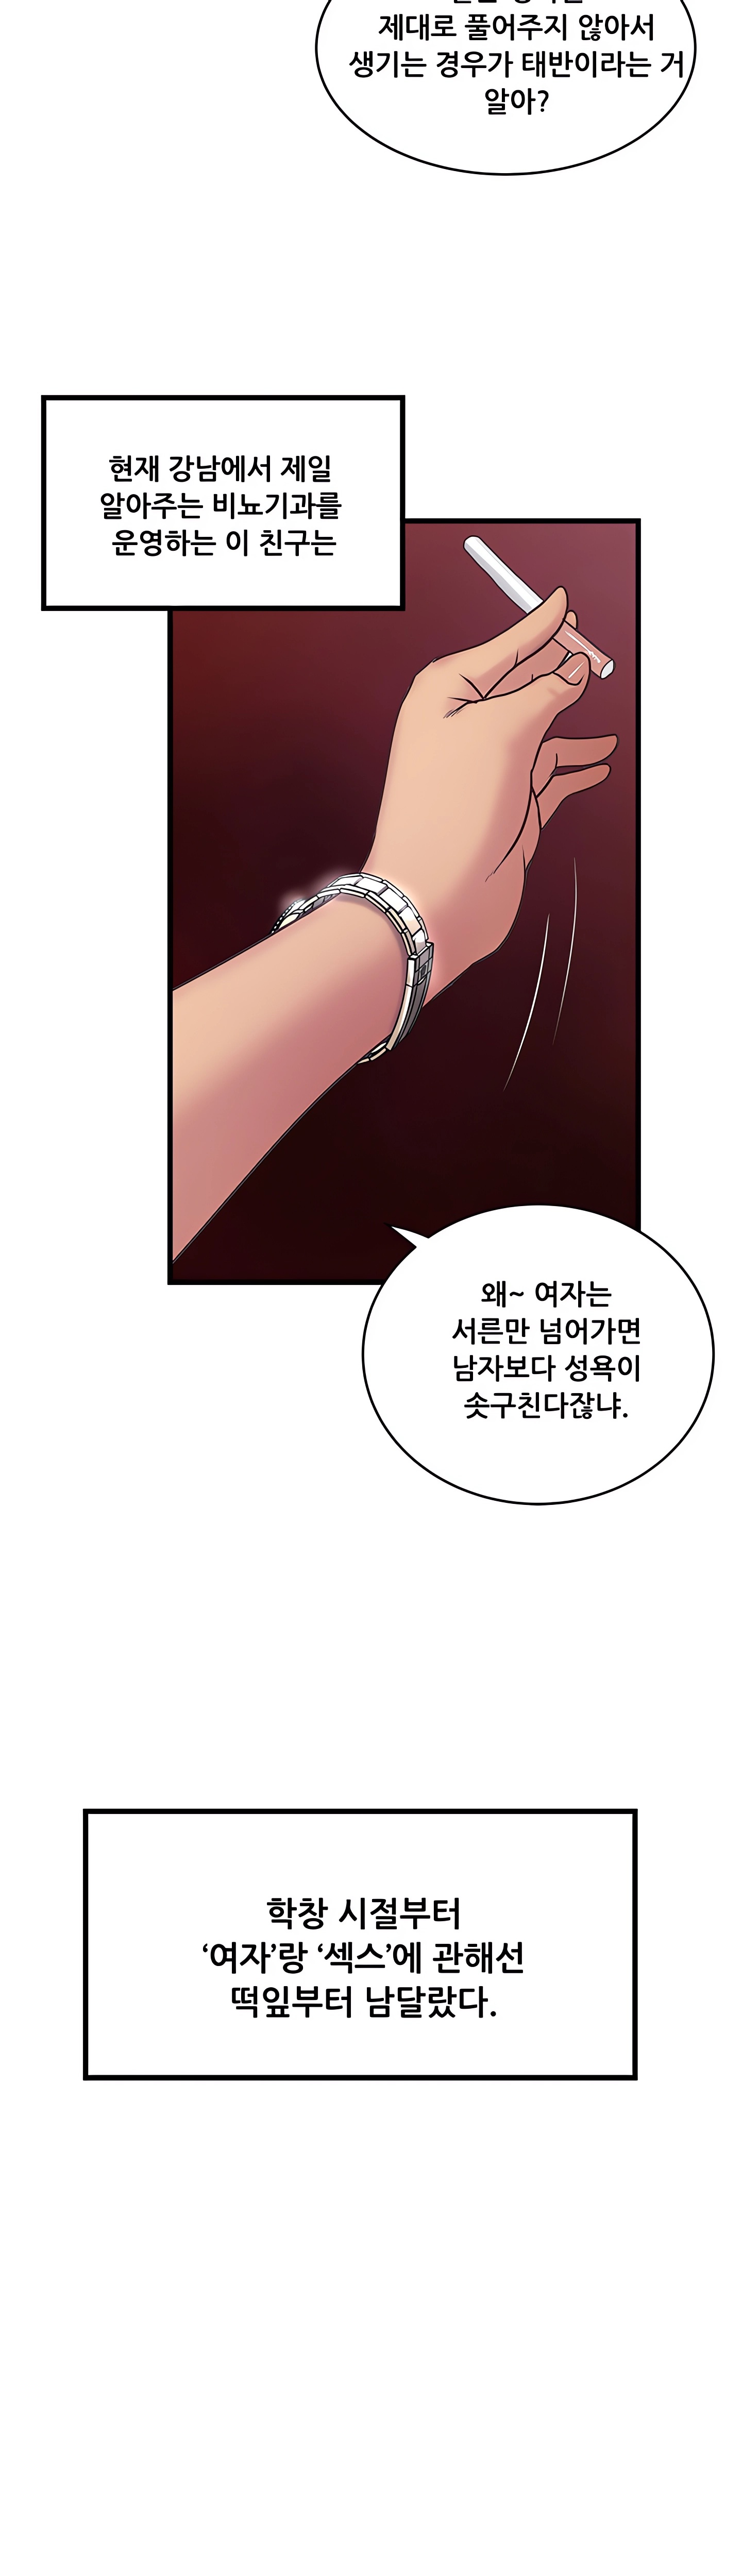 제대로 풀어주지 않아서
생기는 경우가 태반이라는 거
알아?
현재 강남에서 제일
알아주는 비뇨기과를
운영하는 이 친구는
왜~ 여자는
서른만 넘어가면
남자보다 성욕이
솟구친다잖냐.
학창 시절부터
‘여자’랑 ‘섹스’에 관해선
떡잎부터 남달랐다.